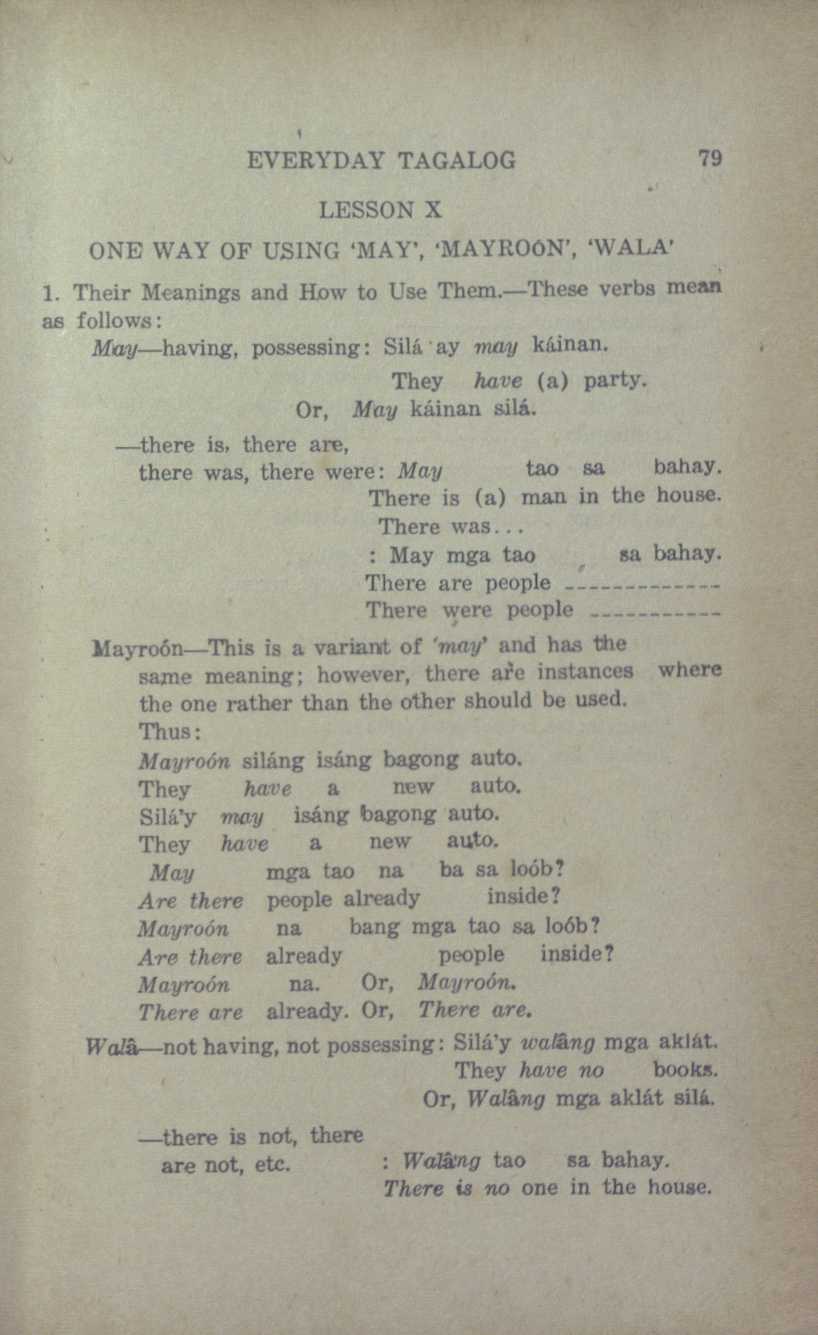 EVERYDAY TAGALOG 79
LESSON X
ONE WAY OF USING ‘MAY’, ‘MAYROÓN’, ‘WALA’
1. Their Meanings and How to Use Them.—These verbs mean
as follows:
May—having, possessing: Silá ay may káinan.
They have (a) party.
Or, May káinan silá.
—there is, there are,
there was, there were: May tao sa bahay.
There is (a) man in the house.
There was...
: May mga tao sa bahay.
There are people -------------
There were people -----------
Mayroón—This is a variant of ‘may’ and has the
same meaning; however, there are instances where
the one rather than the other should be used.
Thus:
Mayroón siláng isáng bagong auto.
They have a new auto.
Silá’y may isáng bagong auto.
They have a new auto.
May mga tao na ba sa loób?
Are there people already inside?
Mayroón na bang mga tao sa loób?
Are there already people inside?
Mayroón na. Or, Mayroón.
There are already. Or, There are.
Walâ—not having, not possessing: Silá’y walâng mga aklát.
They have no books.
Or, Walâng mga aklát silá.
—there is not, there
are not, etc. : Walâng tao sa bahay.
There is no one in the house.